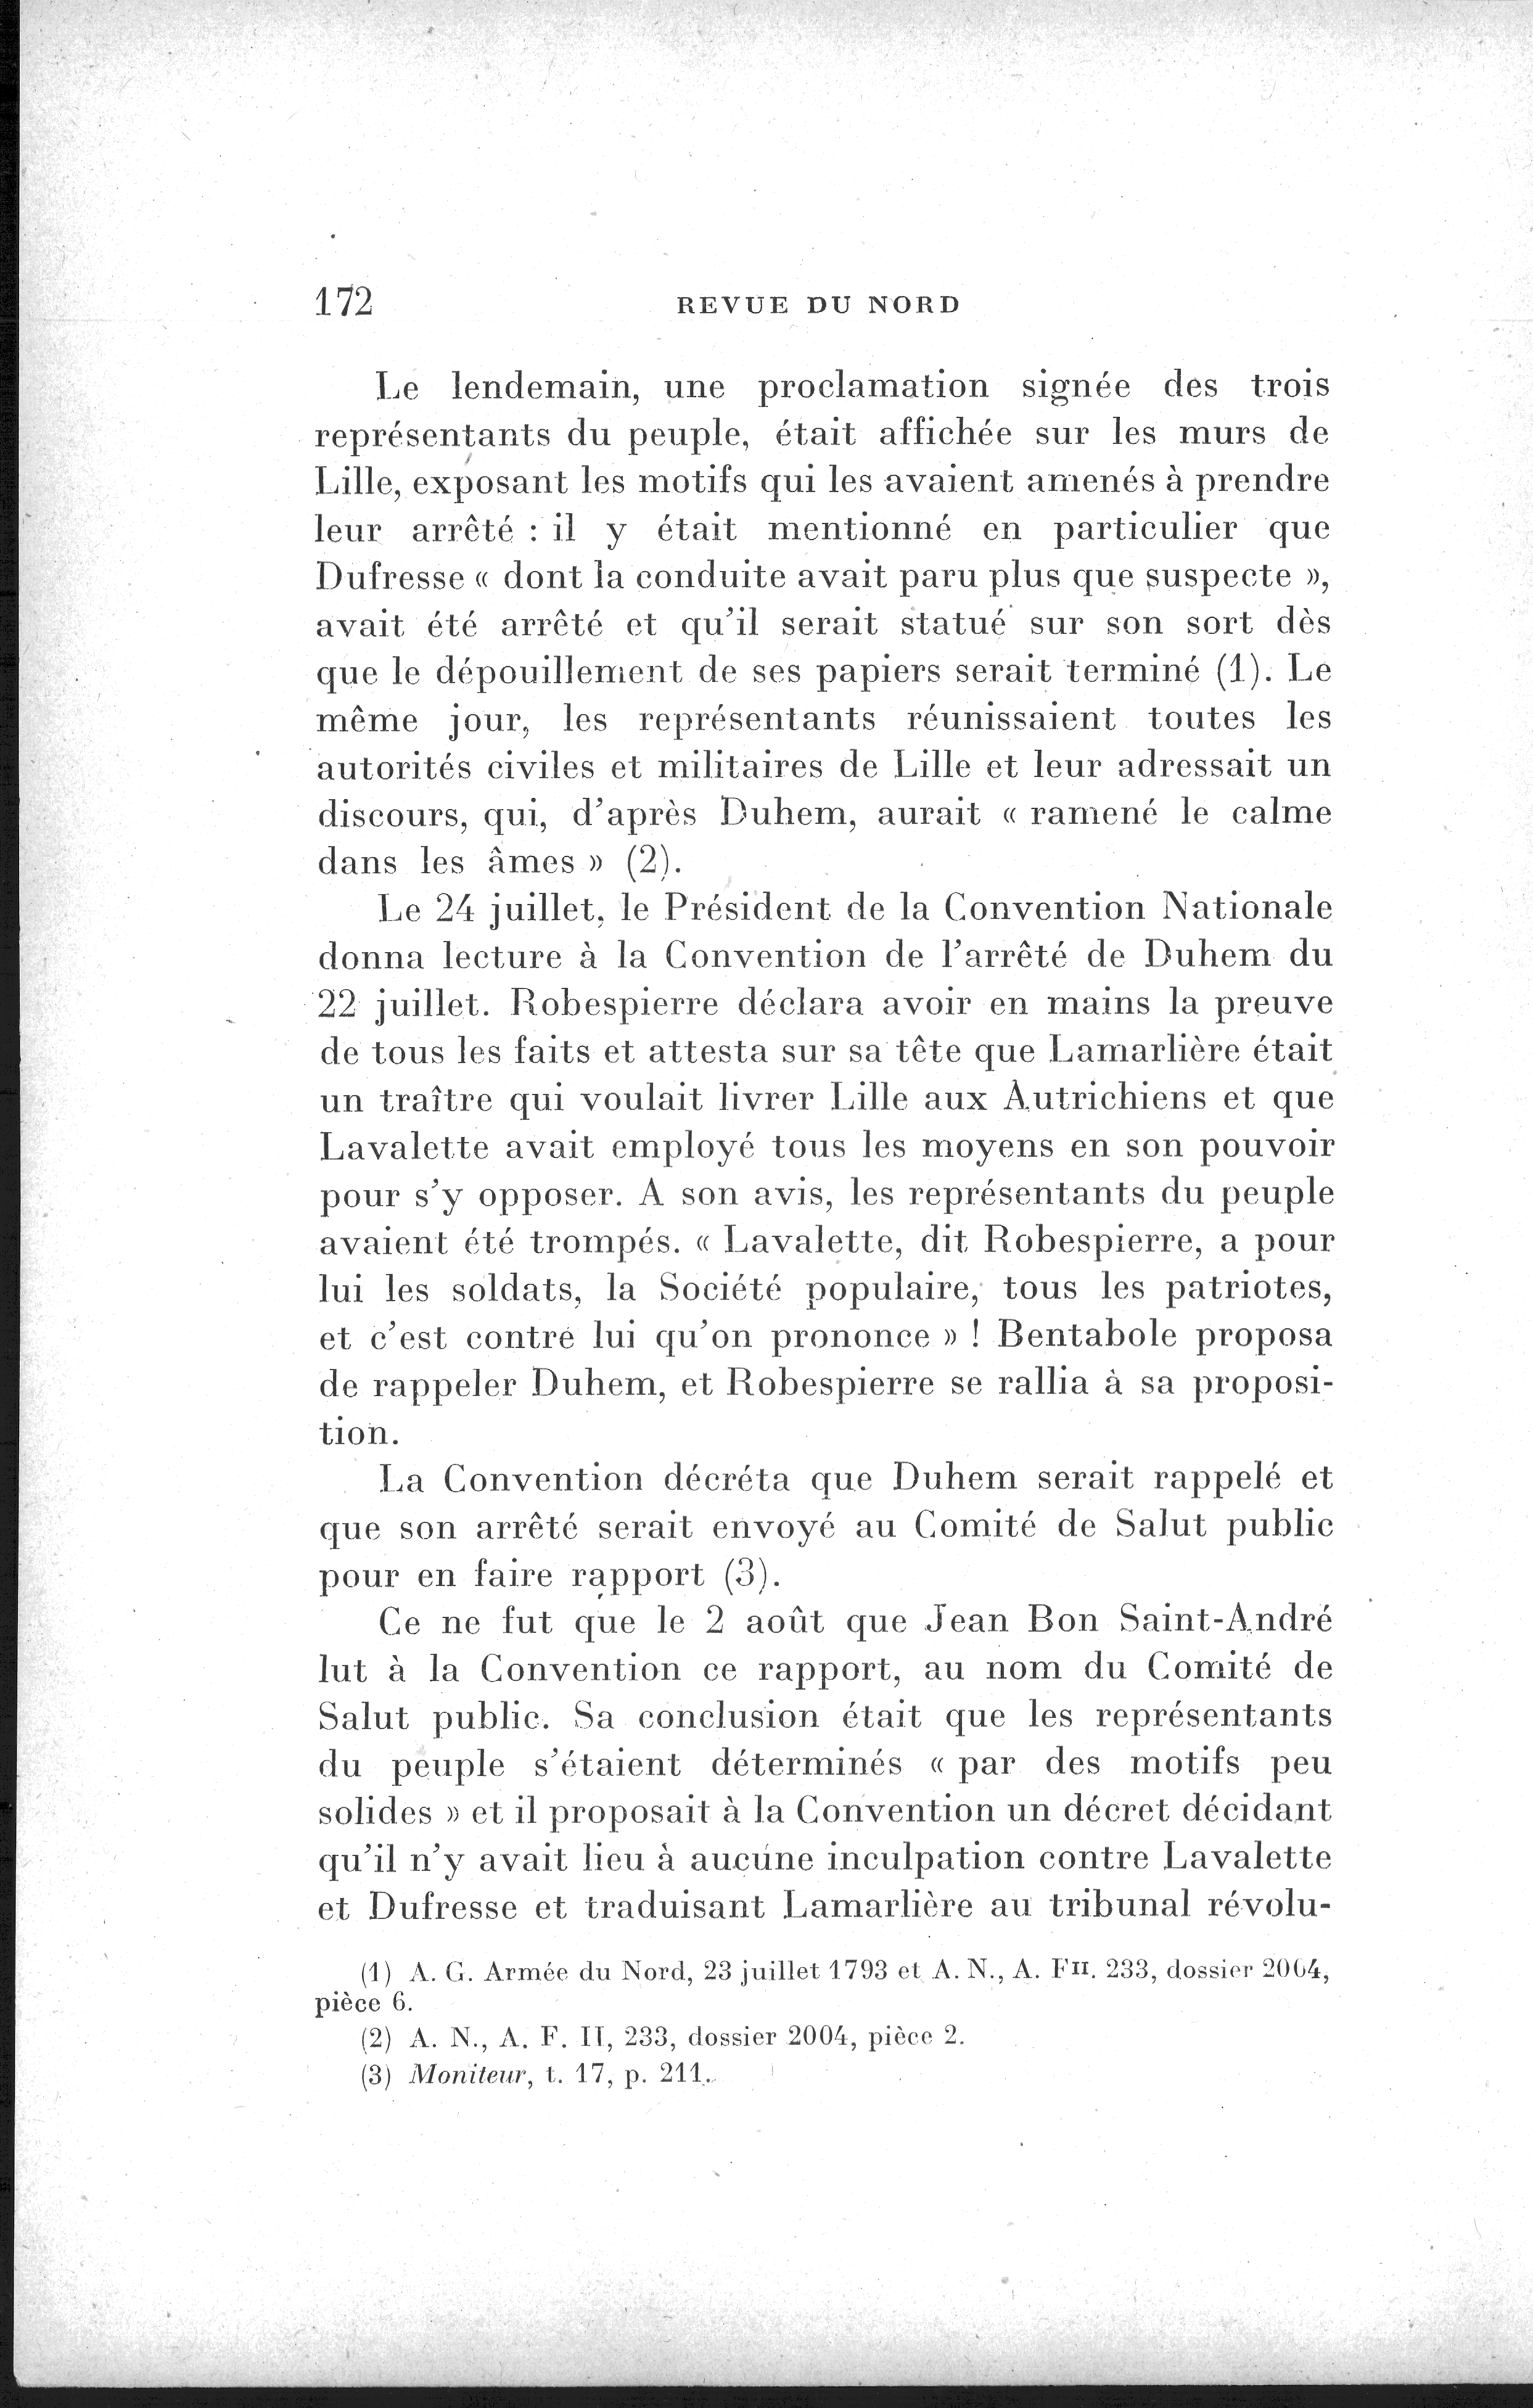 172
REVUE DU NORD
Le lendemain, une proclamation signée des trois
représentants du peuple, était affichée sur les murs de
Lille, exposant les motifs qui les avaient amenés à prendre
leur arrêté : il y était mentionné en particulier que
Dufresse « dont la conduite avait paru plus que suspecte »,
avait été arrêté et qu'il serait statué sur son sort dès
que le dépouillement de ses papiers serait terminé (1). Le
même jour, les représentants réunissaient toutes les
autorités civiles et militaires de Lille et leur adressait un
discours, qui, d'après Duhem, aurait « ramené le calme
dans les âmes » (2).
Le 24 juillet, le Président de la Convention Nationale
donna lecture à la Convention de l'arrêté de Duhem du
22 juillet. Robespierre déclara avoir en mains la preuve
de tous les faits et attesta sur sa tête que Lamarlière était
un traître qui voulait livrer Lille aux Autrichiens et que
Lavalette avait employé tous les moyens en son pouvoir
pour s'y opposer. A son avis, les représentants du peuple
avaient été trompés. « Lavalette, dit Robespierre, a pour
lui les soldats, la Société populaire, tous les patriotes,
et c'est contre lui qu'on prononce » ! Bentabole proposa
de rappeler Duhem, et Robespierre se rallia à sa proposi-
tion.
La Convention décréta que Duhem serait rappelé et
que son arrêté serait envoyé au Comité de Salut public
pour en faire rapport (3).
Ce ne fut que le 2 août que Jean Bon Saint-André
lut à la Convention ce rapport, au nom du Comité de
Salut public. Sa conclusion était que les représentants
du peuple s'étaient déterminés « par des motifs peu
solides » et il proposait à la Convention un décret décidant
qu'il n'y avait lieu à aucune inculpation contre Lavalette
et Dufresse et traduisant Lamarlière au tribunal révolu-
(1) A. G. Armée du Nord, 23 juillet 1793 et A. N., A. FII. 233, dossier 2004,
pièce 6.
(2) A. N., A. F. II, 233, dossier 2004, pièce 2.
(3) Moniteur, t. 17, p. 211.